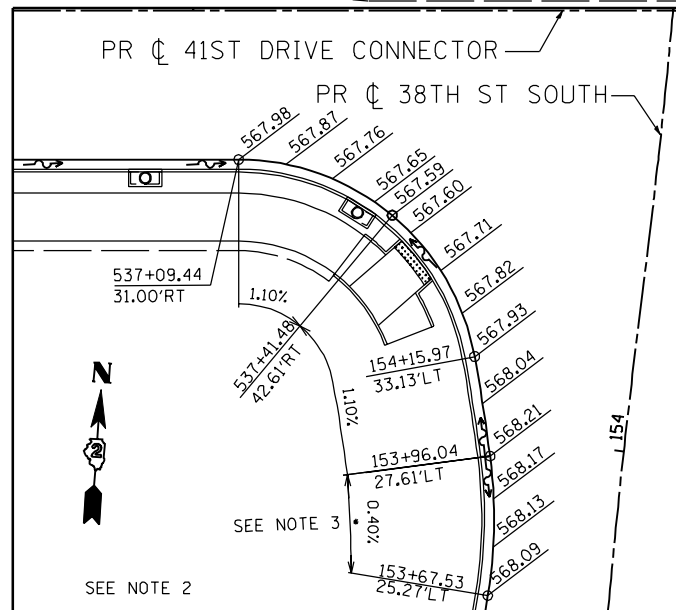 PR ℄ 41ST DRIVE CONNECTOR
PR ℄ 38TH ST SOUTH
567.98
567.87
567.76
567.65
567.59
567.60
567.71
567.82
567.93
568.04
568.21
568.17
568.13
568.09
537+09.44
31.00'RT
1.10%
537+41.48
42.61'RT
154+15.97
33.13'LT
1.10%
153+96.04
27.61'LT
0.40%
153+67.53
25.27'LT
154
N
2
SEE NOTE 3
SEE NOTE 2